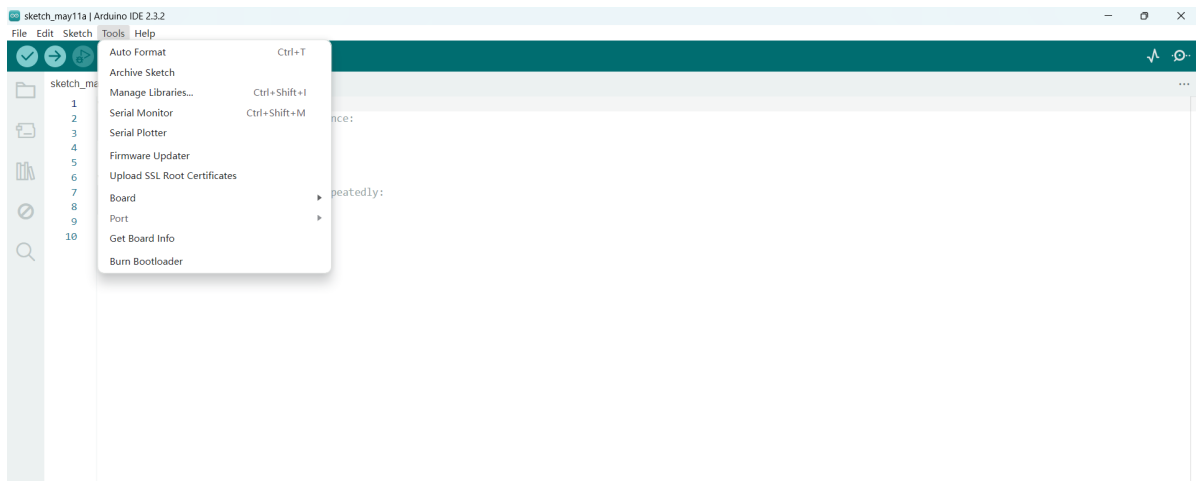 sketch_may11a | Arduino IDE 2.3.2
File Edit Sketch Tools Help
sketch_ma
Auto Format Ctrl+T
Archive Sketch
Manage Libraries... Ctrl+Shift+I
Serial Monitor Ctrl+Shift+M
Serial Plotter
Firmware Updater
Upload SSL Root Certificates
Board
Port
Get Board Info
Burn Bootloader
1
2 nce:
3
4
5
6
7 peatedly:
8
9
10